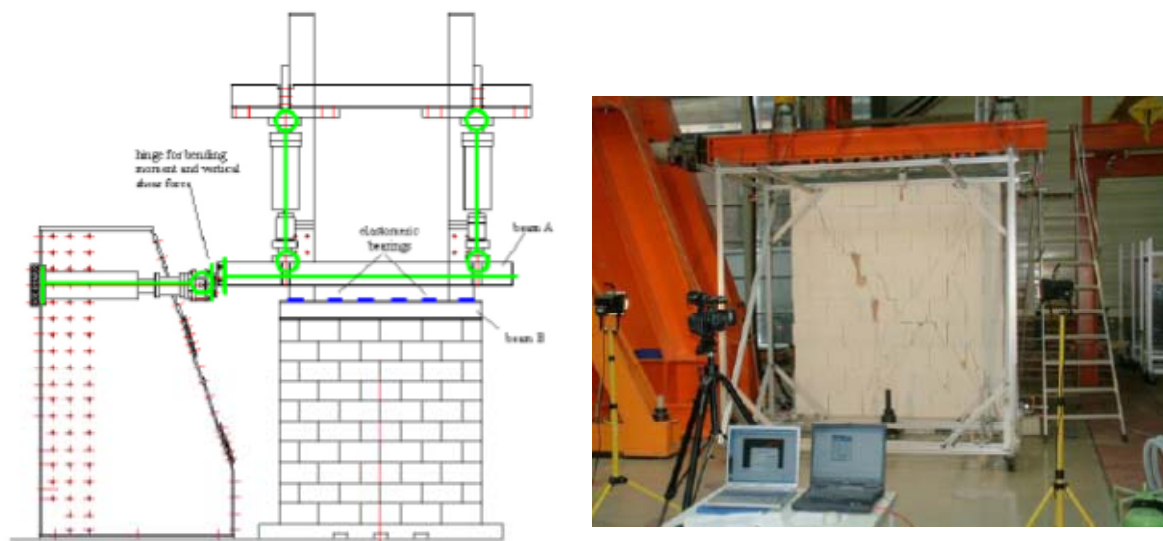 hinge for bending
moment and vertical
shear force
elastomeric
bearings
beam A
beam B